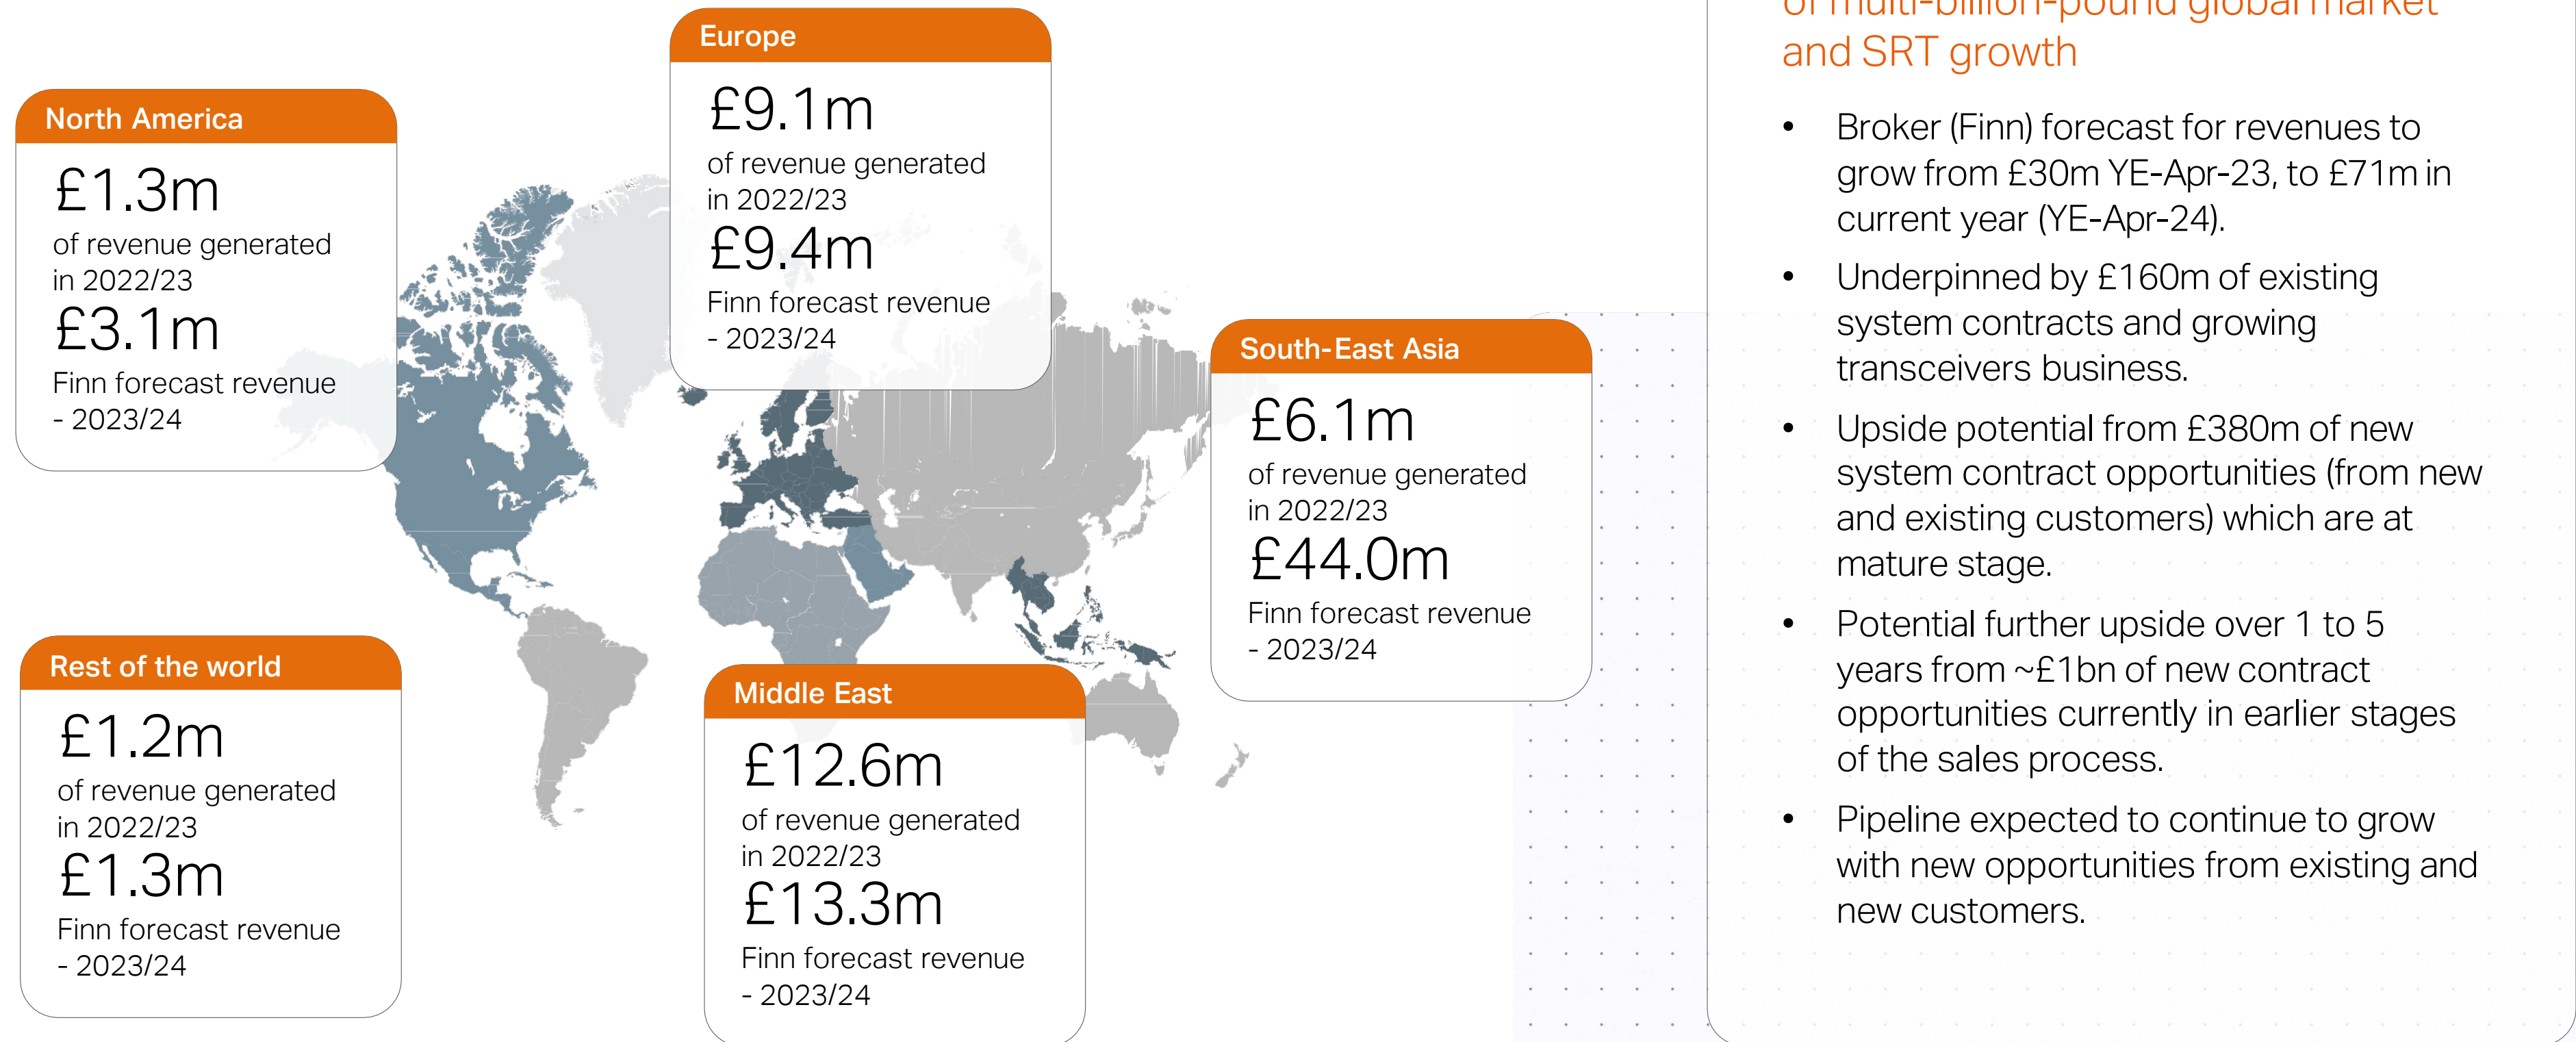 Europe
£9.1m
of revenue generated
in 2022/23
£9.4m
Finn forecast revenue
- 2023/24
North America
£1.3m
of revenue generated
in 2022/23
£3.1m
Finn forecast revenue
- 2023/24
South-East Asia
£6.1m
of revenue generated
in 2022/23
£44.0m
Finn forecast revenue
- 2023/24
Rest of the world
£1.2m
of revenue generated
in 2022/23
£1.3m
Finn forecast revenue
- 2023/24
Middle East
£12.6m
of revenue generated
in 2022/23
£13.3m
Finn forecast revenue
- 2023/24
of multi-billion-pound global market
and SRT growth
• Broker (Finn) forecast for revenues to
grow from £30m YE-Apr-23, to £71m in
current year (YE-Apr-24).
• Underpinned by £160m of existing
system contracts and growing
transceivers business.
• Upside potential from £380m of new
system contract opportunities (from new
and existing customers) which are at
mature stage.
• Potential further upside over 1 to 5
years from ~£1bn of new contract
opportunities currently in earlier stages
of the sales process.
• Pipeline expected to continue to grow
with new opportunities from existing and
new customers.